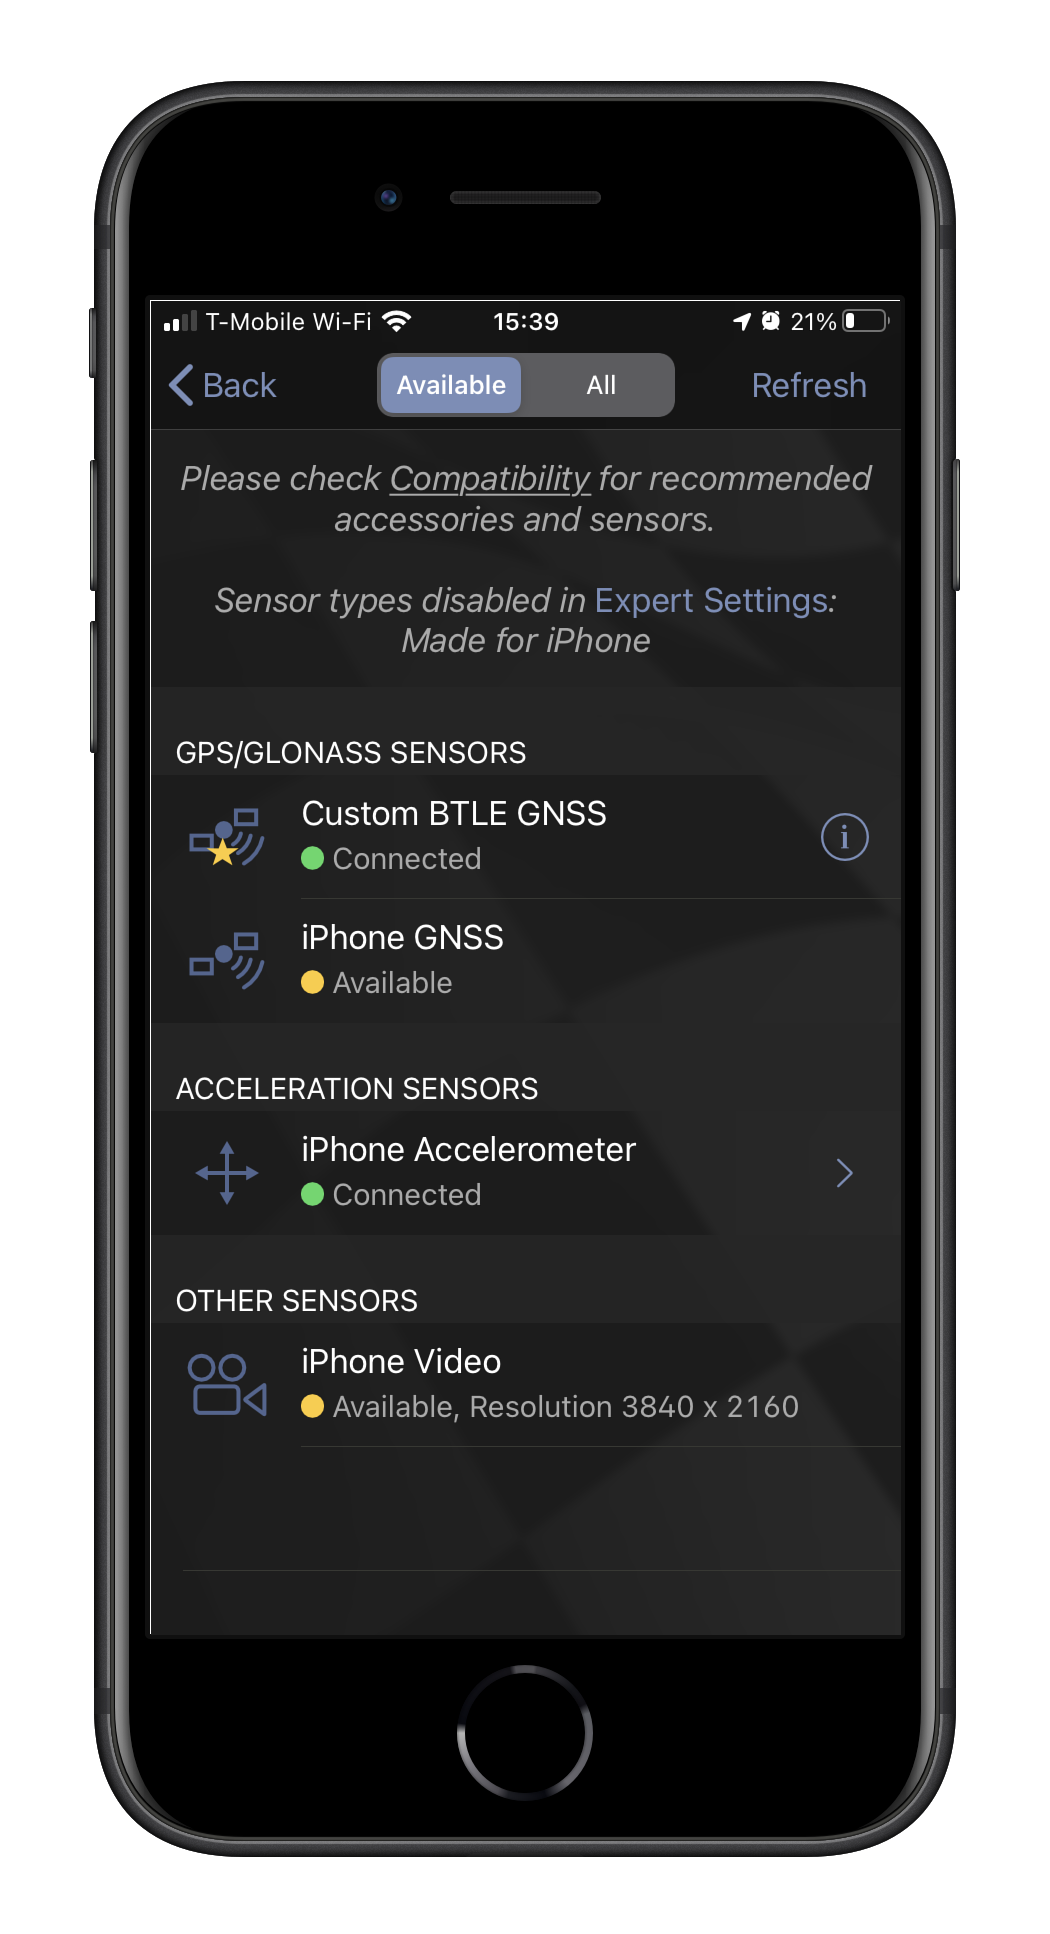 T-Mobile Wi-Fi 15:39 21%
Back Available All Refresh
Please check Compatibility for recommended
accessories and sensors.
Sensor types disabled in Expert Settings:
Made for iPhone
GPS/GLONASS SENSORS
Custom BTLE GNSS
Connected
i
iPhone GNSS
Available
ACCELERATION SENSORS
iPhone Accelerometer
Connected
OTHER SENSORS
iPhone Video
Available, Resolution 3840 x 2160